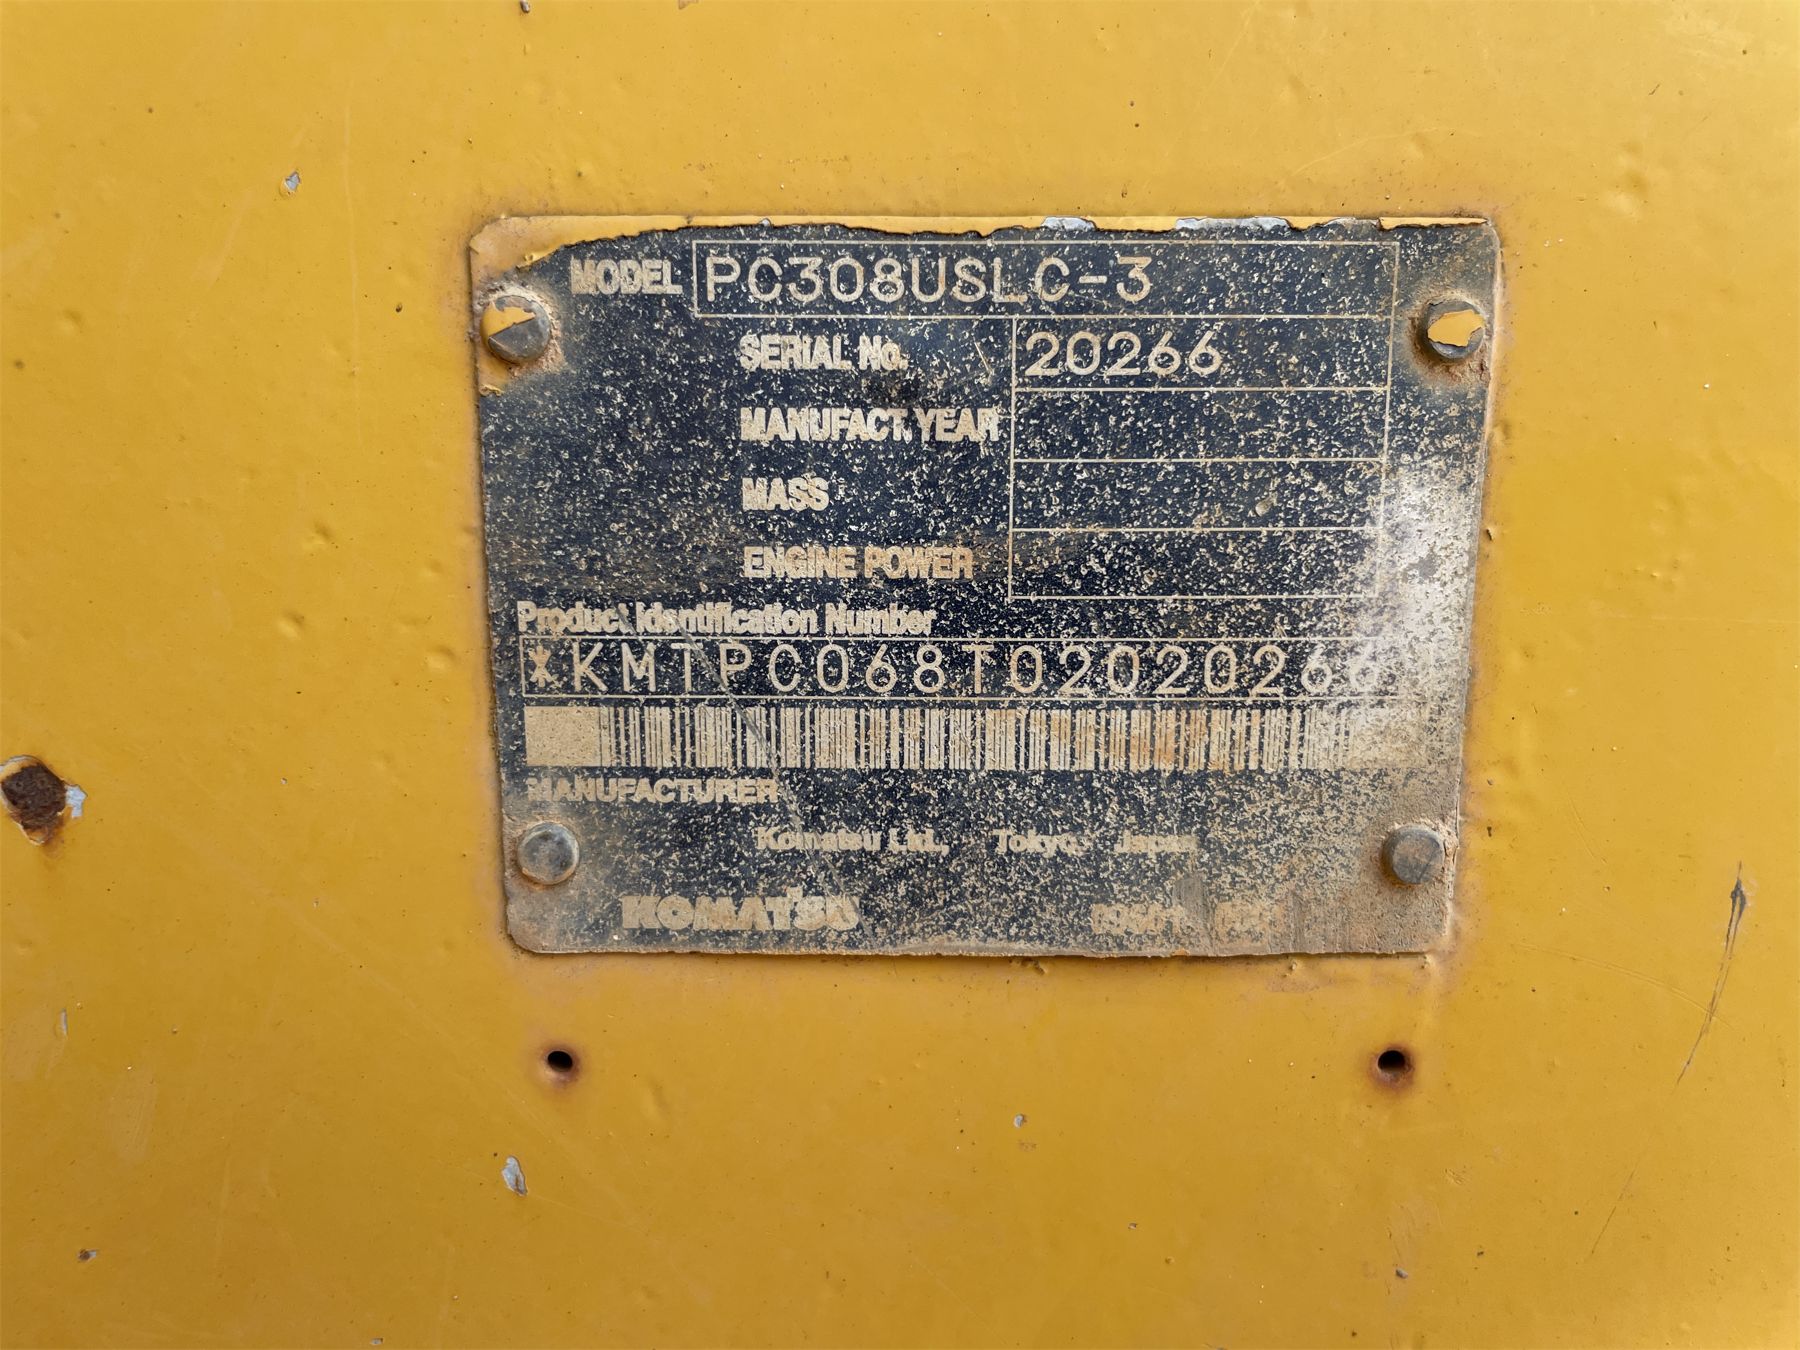 MODEL PC308USLC-3
SERIAL No. 20266
MANUFACT. YEAR
MASS
ENGINE POWER
Product Identification Number
*KMTPC068T02020266
MANUFACTURER
Komatsu Ltd., Tokyo, Japan
KOMATSU